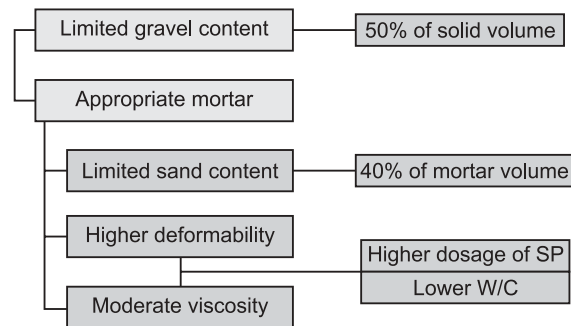 Limited gravel content
50% of solid volume
Appropriate mortar
Limited sand content
40% of mortar volume
Higher deformability
Higher dosage of SP
Lower W/C
Moderate viscosity